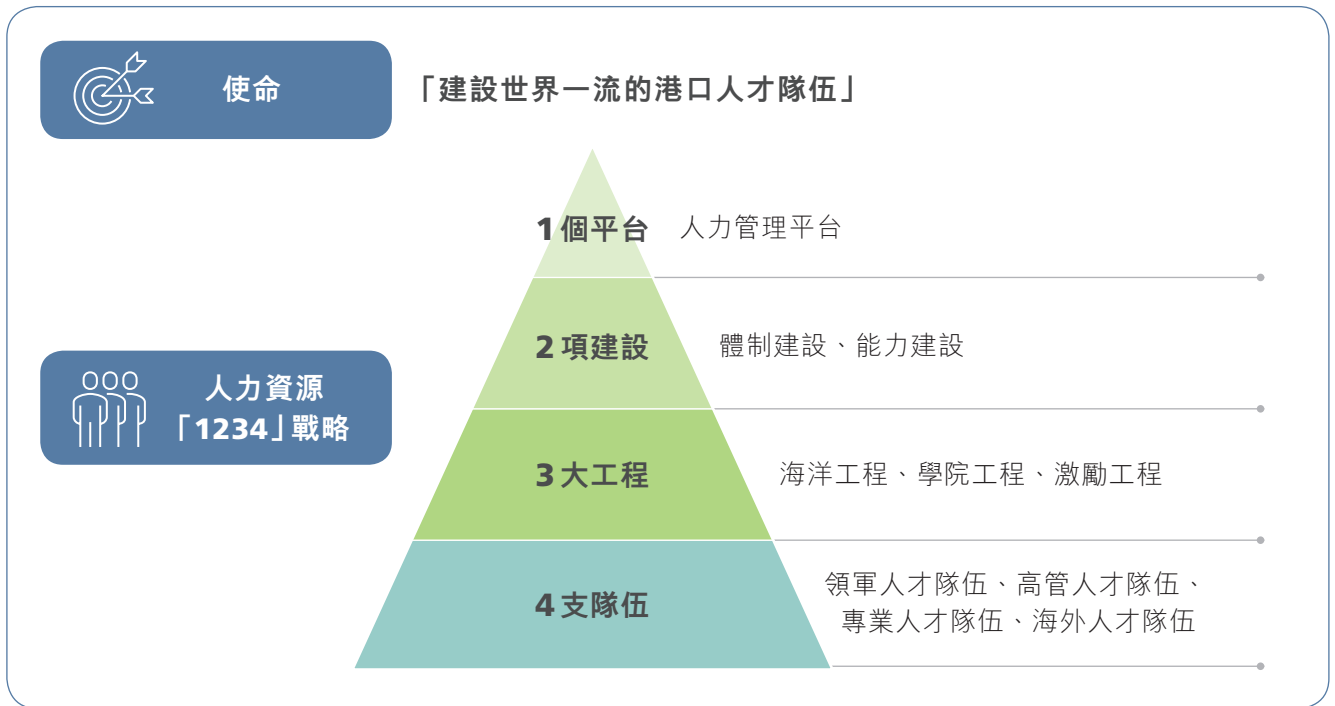 使命
「建設世界一流的港口人才隊伍」
1個平台
人力管理平台
2項建設
體制建設、能力建設
人力資源
「1234」戰略
3大工程
海洋工程、學院工程、激勵工程
4支隊伍
領軍人才隊伍、高管人才隊伍、
專業人才隊伍、海外人才隊伍